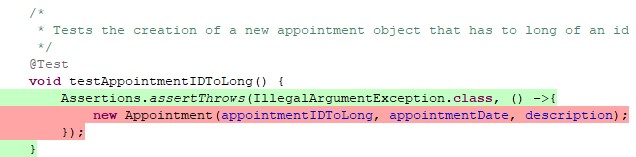 /*
 * Tests the creation of a new appointment object that has to long of an id
 */
@Test
void testAppointmentIDToLong() {
    Assertions.assertThrows(IllegalArgumentException.class, () ->{
        new Appointment(appointmentIDToLong, appointmentDate, description);
    });
}